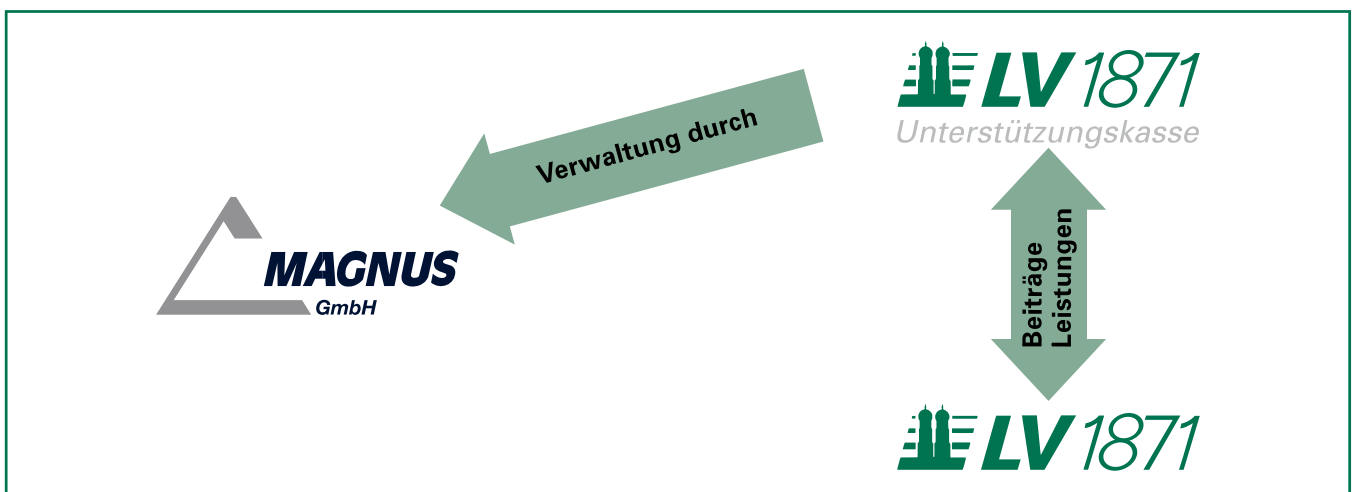 LV 1871
Unterstützungskasse
Verwaltung durch
MAGNUS
GmbH
Beiträge
Leistungen
LV 1871